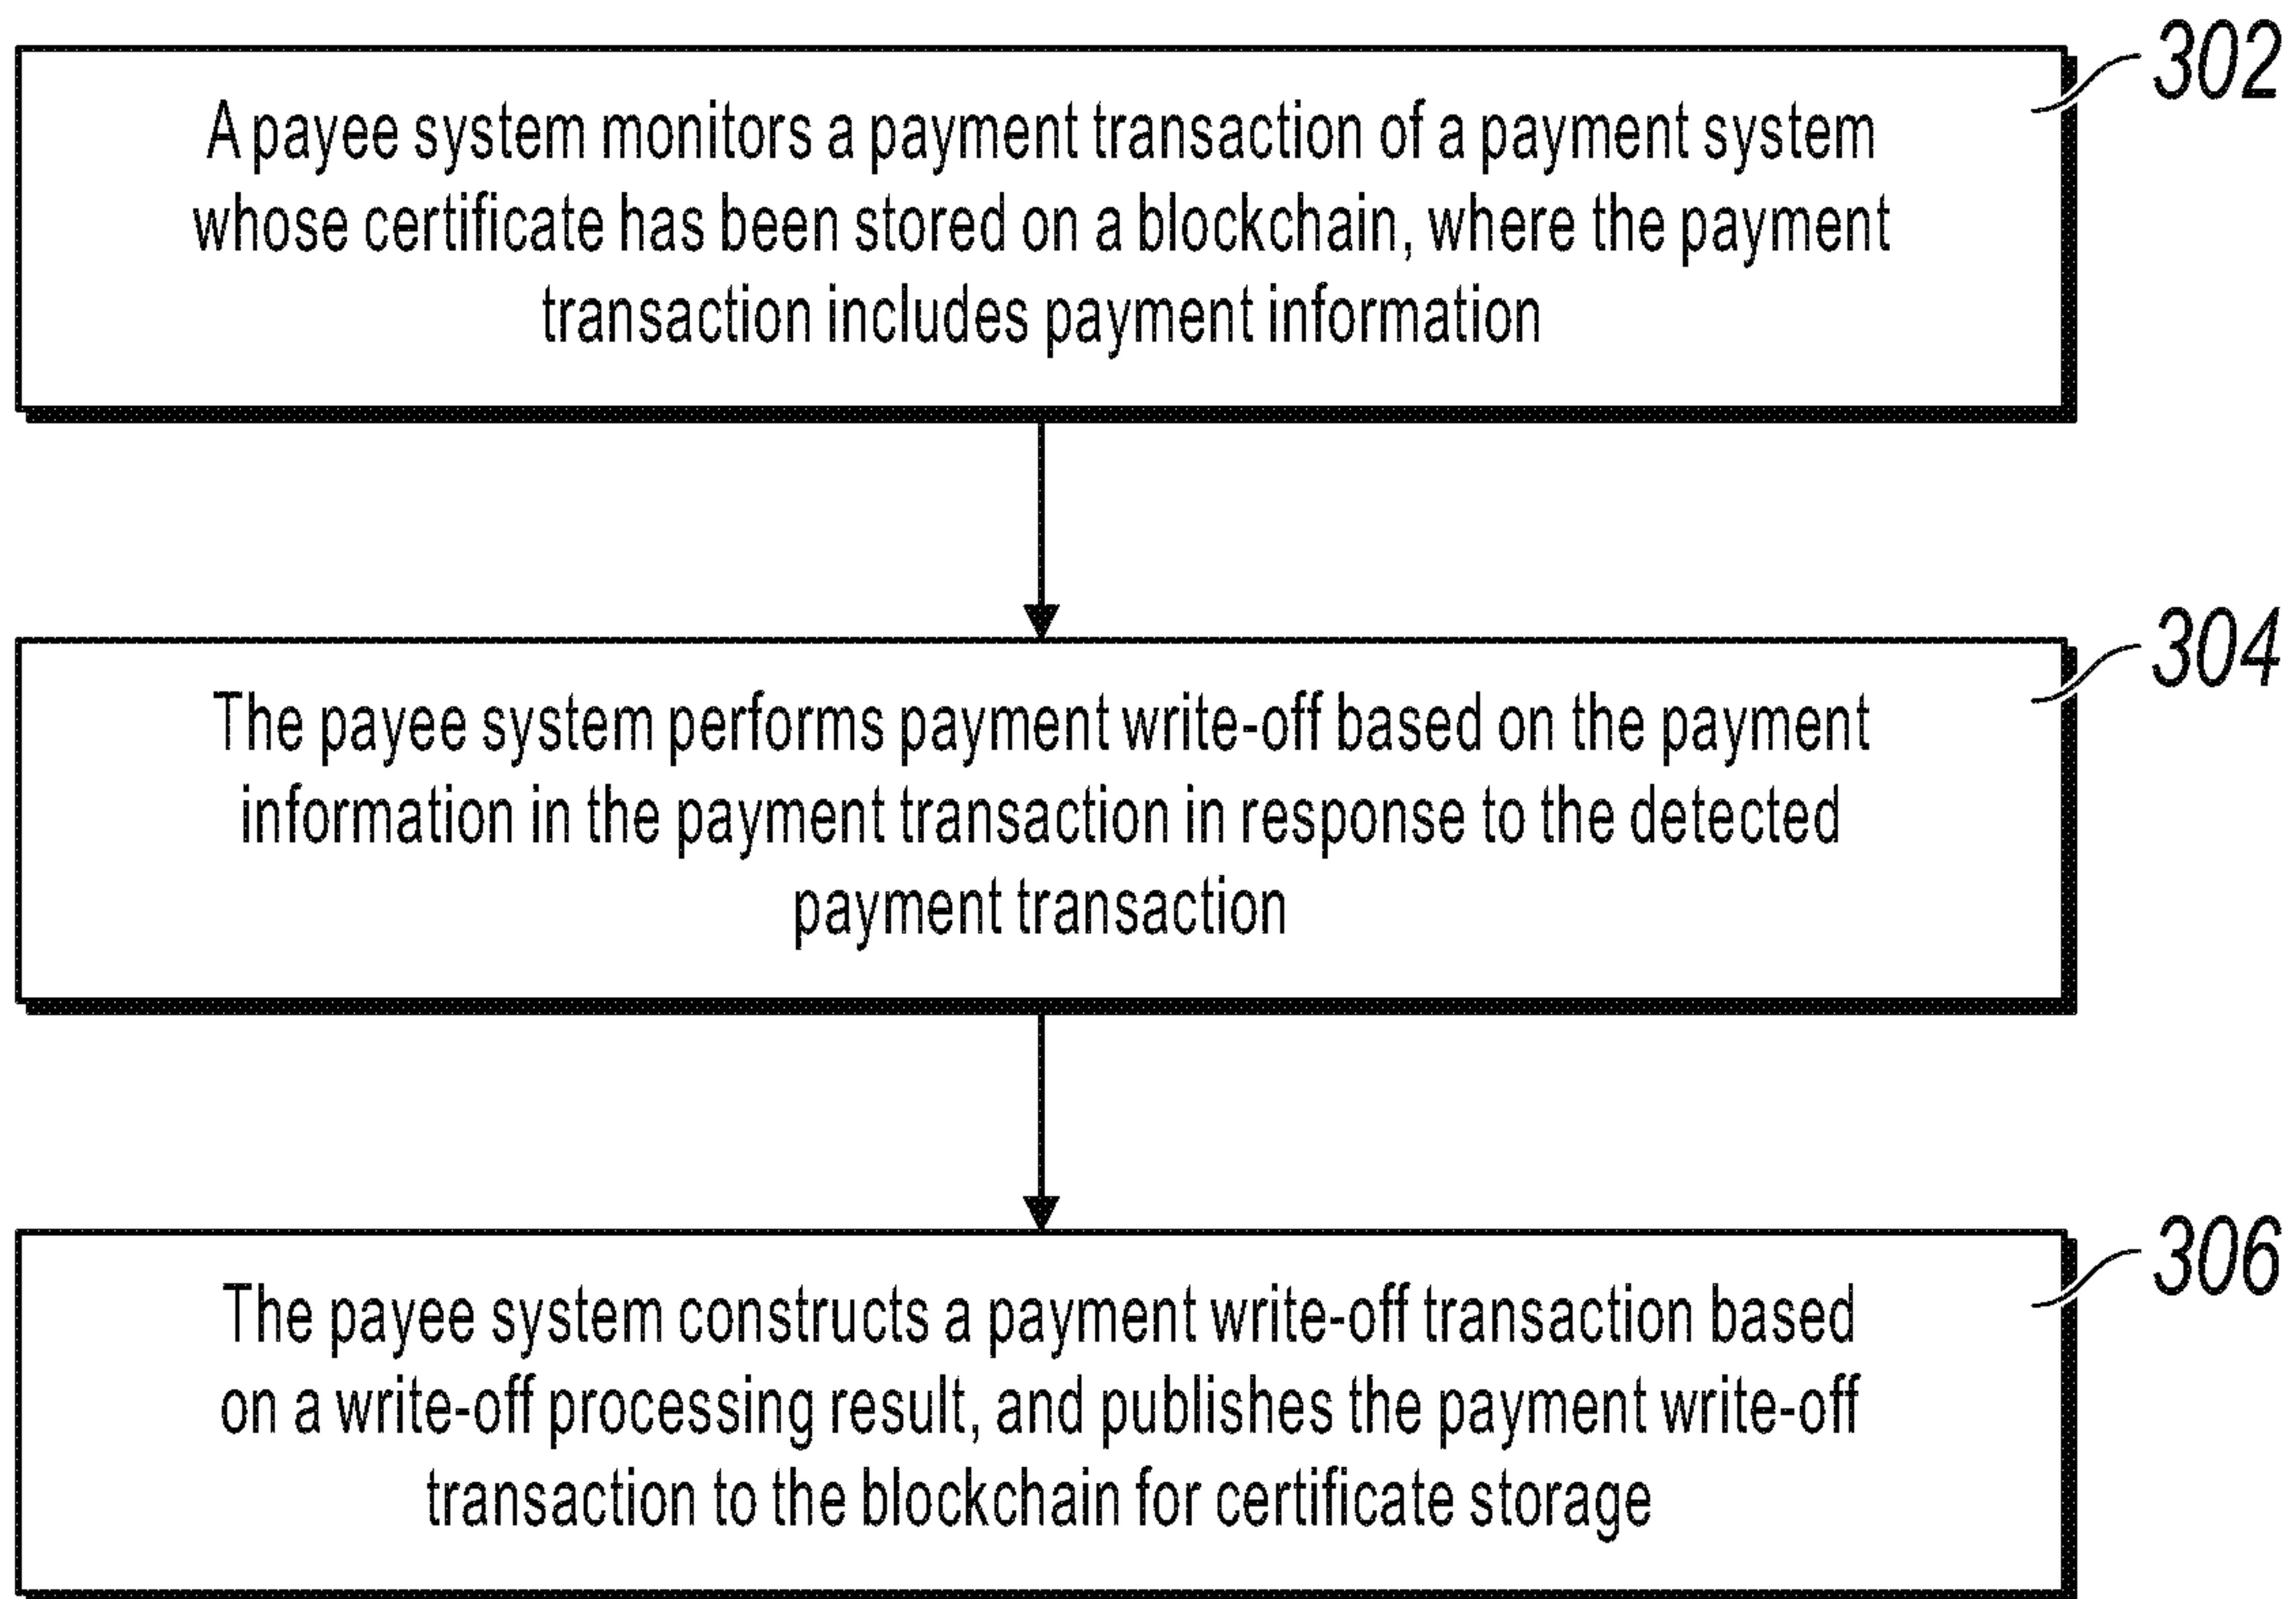 302
A payee system monitors a payment transaction of a payment system
whose certificate has been stored on a blockchain, where the payment
transaction includes payment information
304
The payee system performs payment write-off based on the payment
information in the payment transaction in response to the detected
payment transaction
306
The payee system constructs a payment write-off transaction based
on a write-off processing result, and publishes the payment write-off
transaction to the blockchain for certificate storage